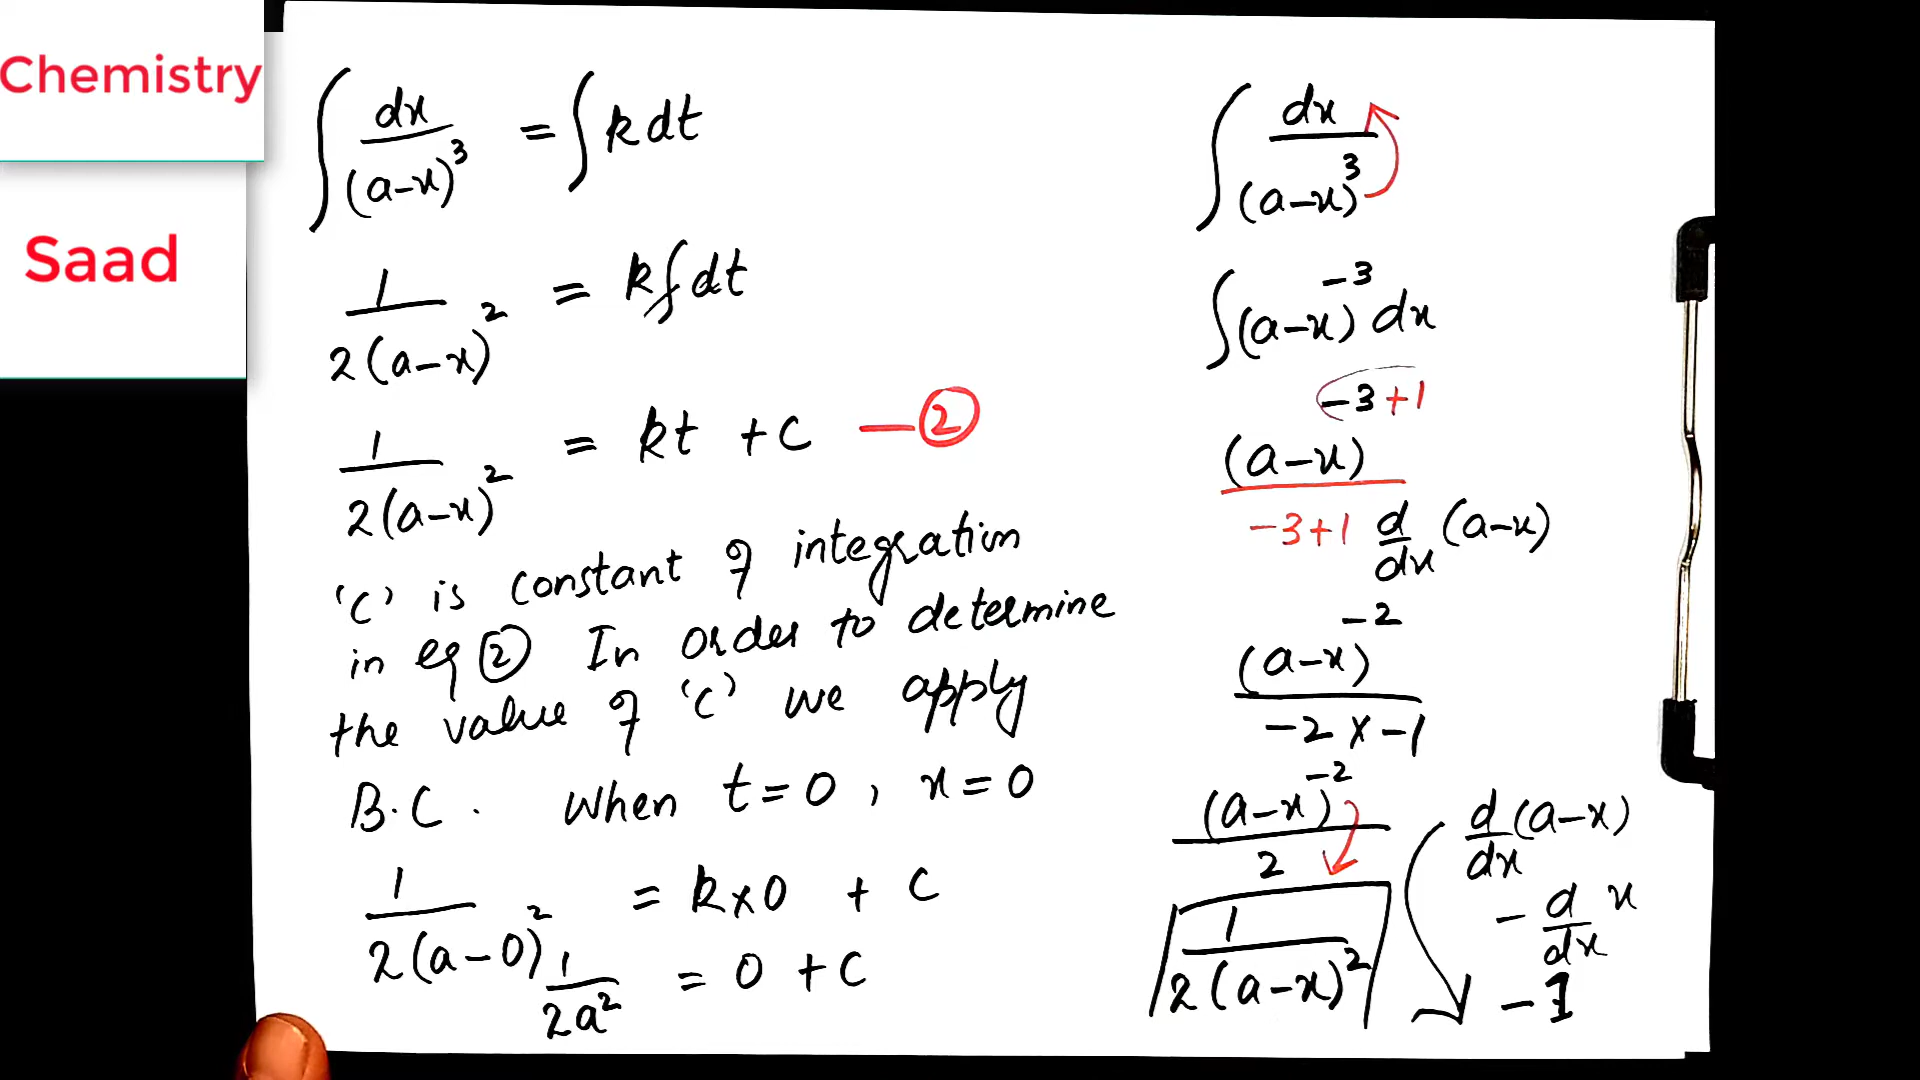 Chemistry
Saad
∫ dx/(a-x)^3 = ∫ k dt
1/2(a-x)^2 = k∫dt
1/2(a-x)^2 = kt + c —②
'c' is constant of integration
in eq ② In order to determine
the value of 'c' we apply
B.C. when t=0, x=0
1/2(a-0)^2 = k×0 + c
1/2a^2 = 0 + c
∫ dx/(a-x)^3
∫(a-x)^-3 dx
(a-x)^-3+1 / -3+1 d/dx (a-x)
(a-x)^-2 / -2 × -1
(a-x)^-2 / 2
1/2(a-x)^2
d/dx (a-x)
- d/dx x
-1